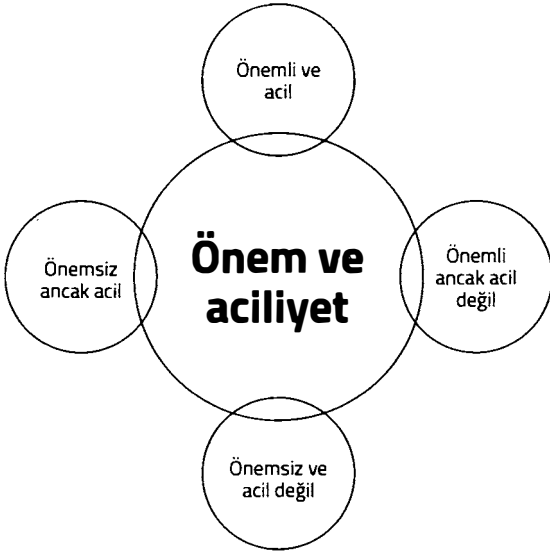 Önemli ve
acil
Önemsiz
ancak acil
Önem ve
aciliyet
Önemli
ancak acil
değil
Önemsiz ve
acil değil